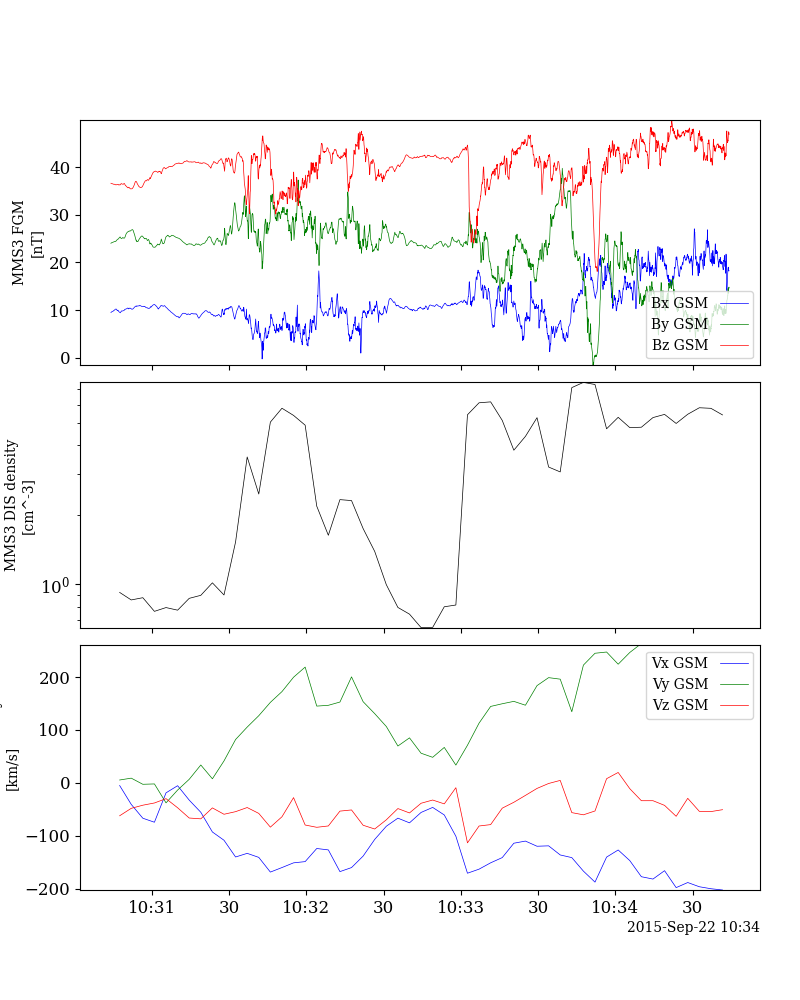 40
30
20
10
0
MMS3 FGM
[nT]
Bx GSM
By GSM
Bz GSM
10^0
MMS3 DIS density
[cm^-3]
200
100
0
−100
−200
[km/s]
Vx GSM
Vy GSM
Vz GSM
10:31
30
10:32
30
10:33
30
10:34
30
2015-Sep-22 10:34